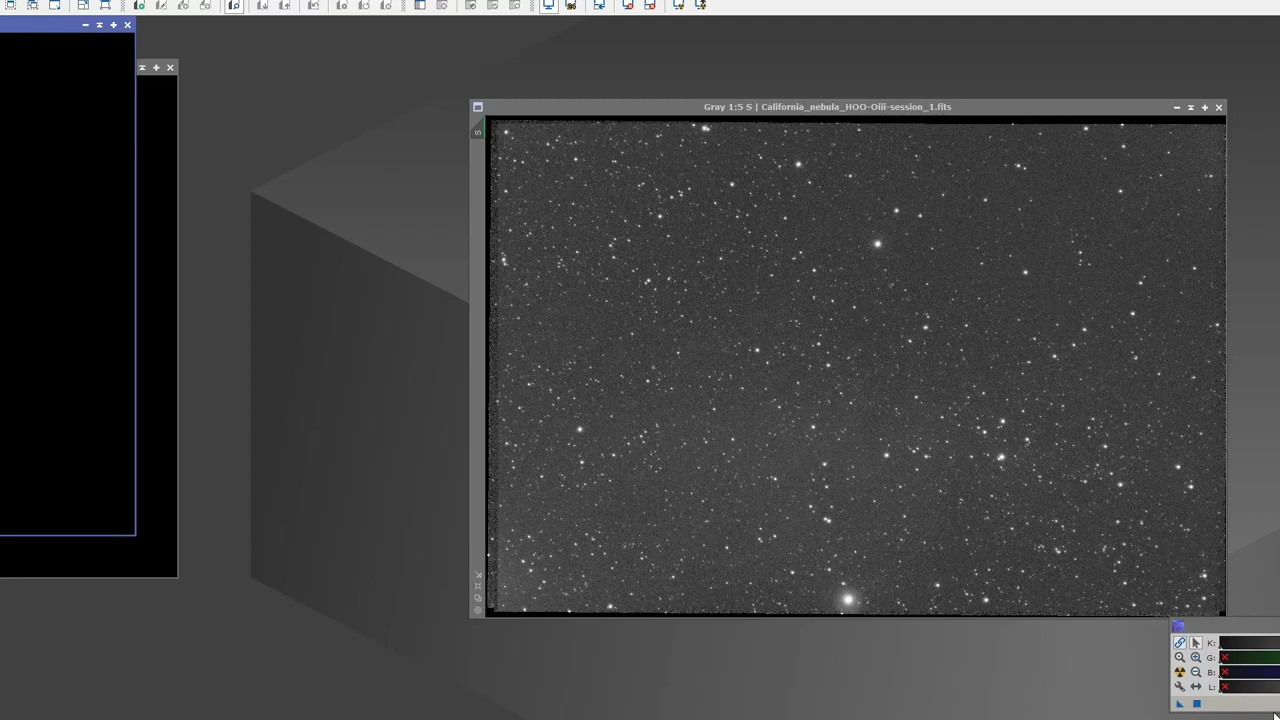 Gray 1:5 S | California_nebula_HOO-Oiii-session_1.fits
S
K:
G:
B:
L: